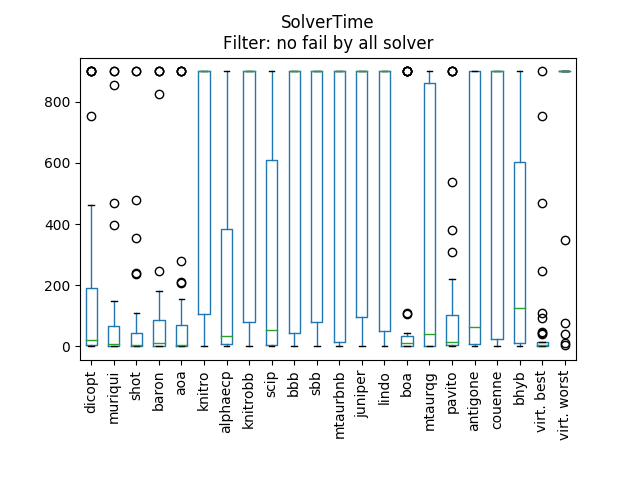 SolverTime
Filter: no fail by all solver
800
600
400
200
0
dicopt
muriqui
shot
baron
aoa
knitro
alphaecp
knitrobb
scip
bbb
sbb
mtaurbnb
juniper
lindo
boa
mtaurqg
pavito
antigone
couenne
bhyb
virt. best
virt. worst